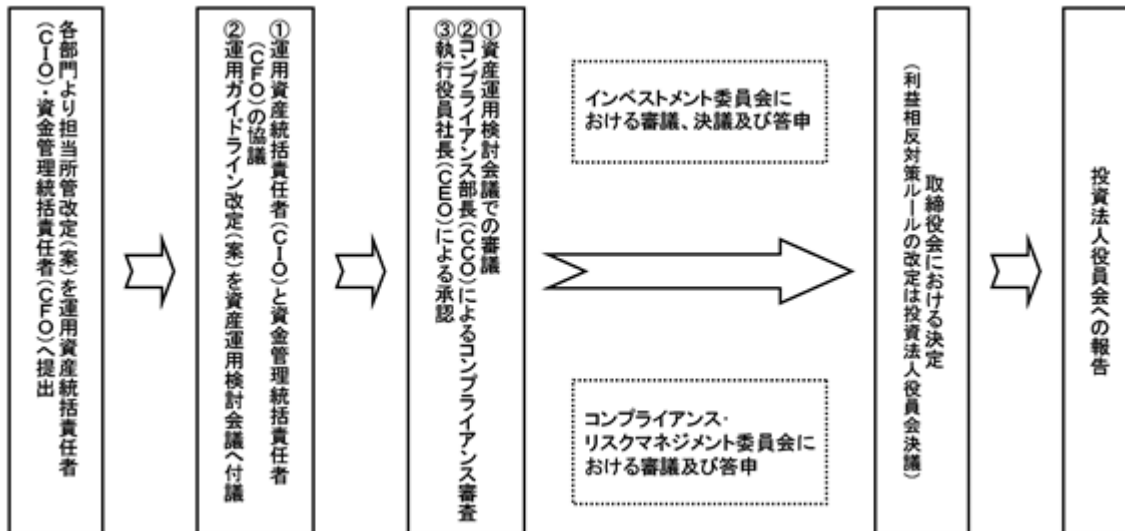 各部門より担当所管改定(案)を運用資産統括責任者
(CIO)・資金管理統括責任者(CFO)へ提出
①運用資産統括責任者(CIO)と資金管理統括責任者
(CFO)の協議
②運用ガイドライン改定(案)を資産運用検討会議へ付議
①資産運用検討会議での審議
②コンプライアンス部長(CCO)によるコンプライアンス審査
③執行役員社長(CEO)による承認
インベストメント委員会に
おける審議、決議及び答申
コンプライアンス・
リスクマネジメント委員会に
おける審議及び答申
取締役会における決定
(利益相反対策ルールの改定は投資法人役員会決議)
投資法人役員会への報告